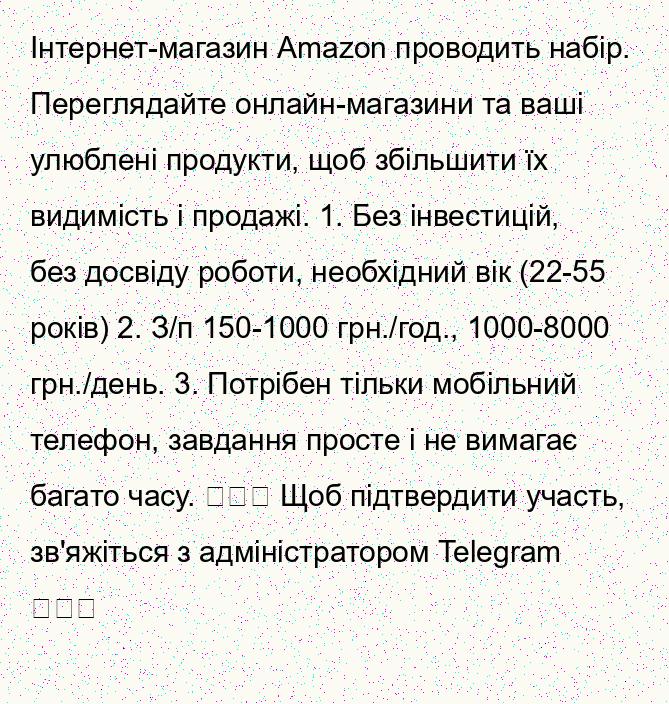 Інтернет-магазин Amazon проводить набір.
Переглядайте онлайн-магазини та ваші
улюблені продукти, щоб збільшити їх
видимість і продажі. 1. Без інвестицій,
без досвіду роботи, необхідний вік (22-55
років) 2. З/п 150-1000 грн./год., 1000-8000
грн./день. 3. Потрібен тільки мобільний
телефон, завдання просте і не вимагає
багато часу. □□□ Щоб підтвердити участь,
зв'яжіться з адміністратором Telegram
□□□